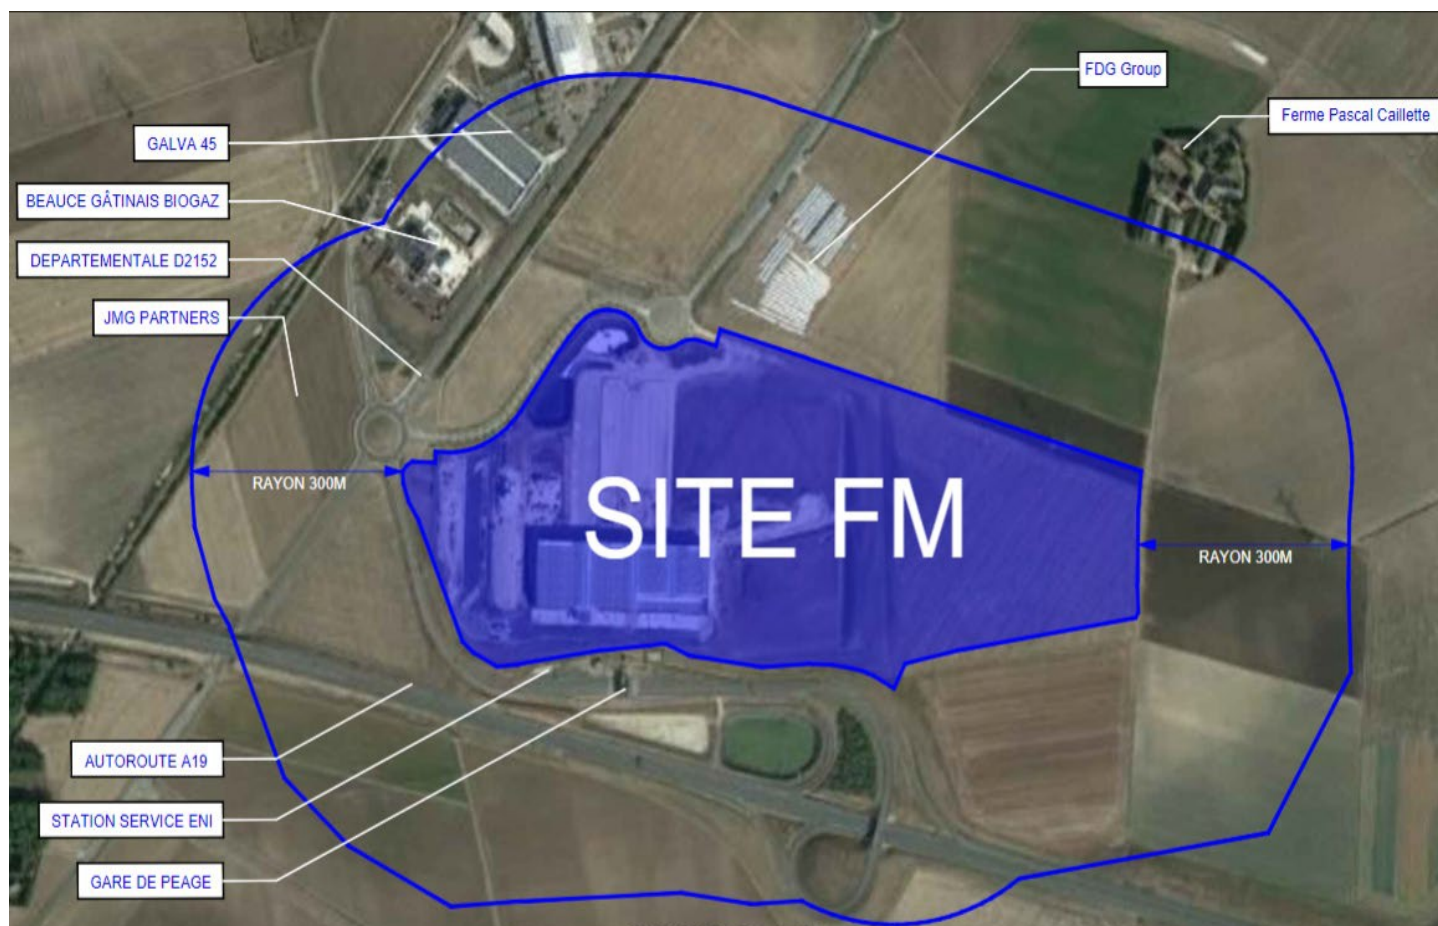 FDG Group
Ferme Pascal Caillette
GALVA 45
BEAUCE GÂTINAIS BIOGAZ
DEPARTEMENTALE D2152
JMG PARTNERS
RAYON 300M
SITE FM
RAYON 300M
AUTOROUTE A19
STATION SERVICE ENI
GARE DE PEAGE